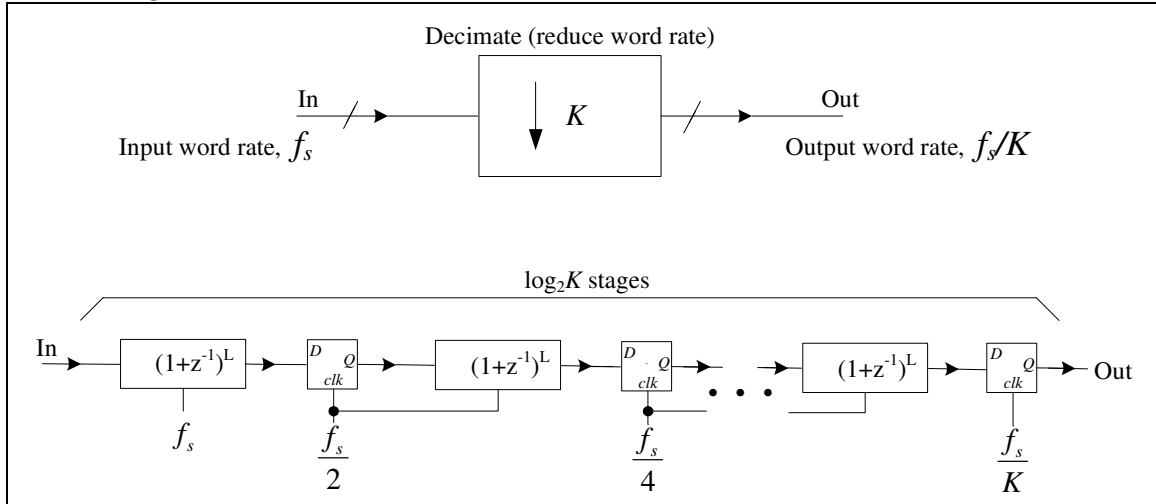 Decimate (reduce word rate)
In
K
Out
Input word rate, f_s
Output word rate, f_s/K
log₂K stages
In
(1+z⁻¹)ᴸ
D Q
clk
(1+z⁻¹)ᴸ
D Q
clk
(1+z⁻¹)ᴸ
D Q
clk
Out
f_s
f_s/2
f_s/4
f_s/K